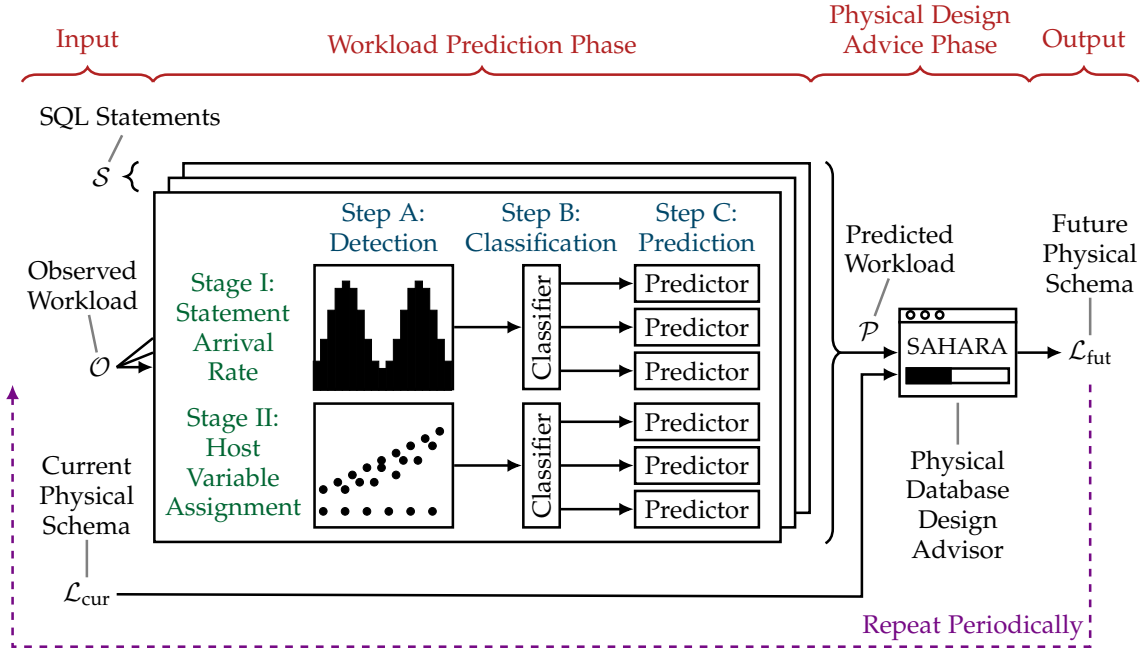 Input
Workload Prediction Phase
Physical Design
Advice Phase
Output
SQL Statements
𝒮
Step A:
Detection
Step B:
Classification
Step C:
Prediction
Observed
Workload
𝒪
Stage I:
Statement
Arrival
Rate
Classifier
Predictor
Predictor
Predictor
Stage II:
Host
Variable
Assignment
Classifier
Predictor
Predictor
Predictor
Predicted
Workload
𝒫
SAHARA
Physical
Database
Design
Advisor
Future
Physical
Schema
ℒfut
Current
Physical
Schema
ℒcur
Repeat Periodically